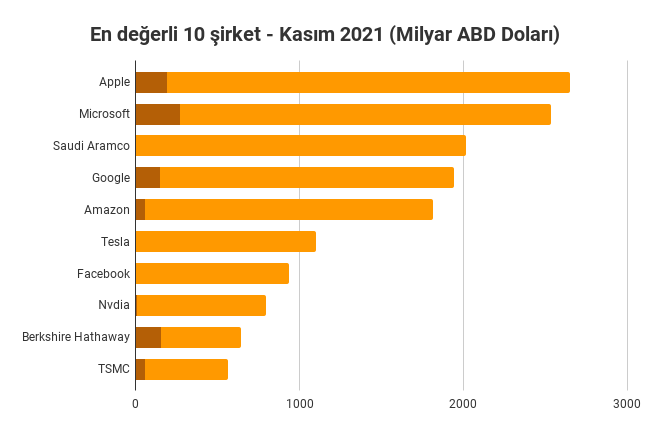 En değerli 10 şirket - Kasım 2021 (Milyar ABD Doları)
Apple
Microsoft
Saudi Aramco
Google
Amazon
Tesla
Facebook
Nvdia
Berkshire Hathaway
TSMC
0 1000 2000 3000